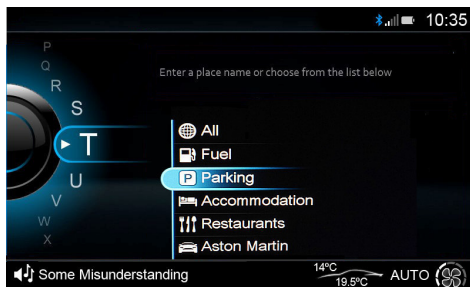 10:35
P
Q
R
S
T
U
V
W
X
Enter a place name or choose from the list below
All
Fuel
P Parking
Accommodation
Restaurants
Aston Martin
Some Misunderstanding
14°C
19.5°C
AUTO